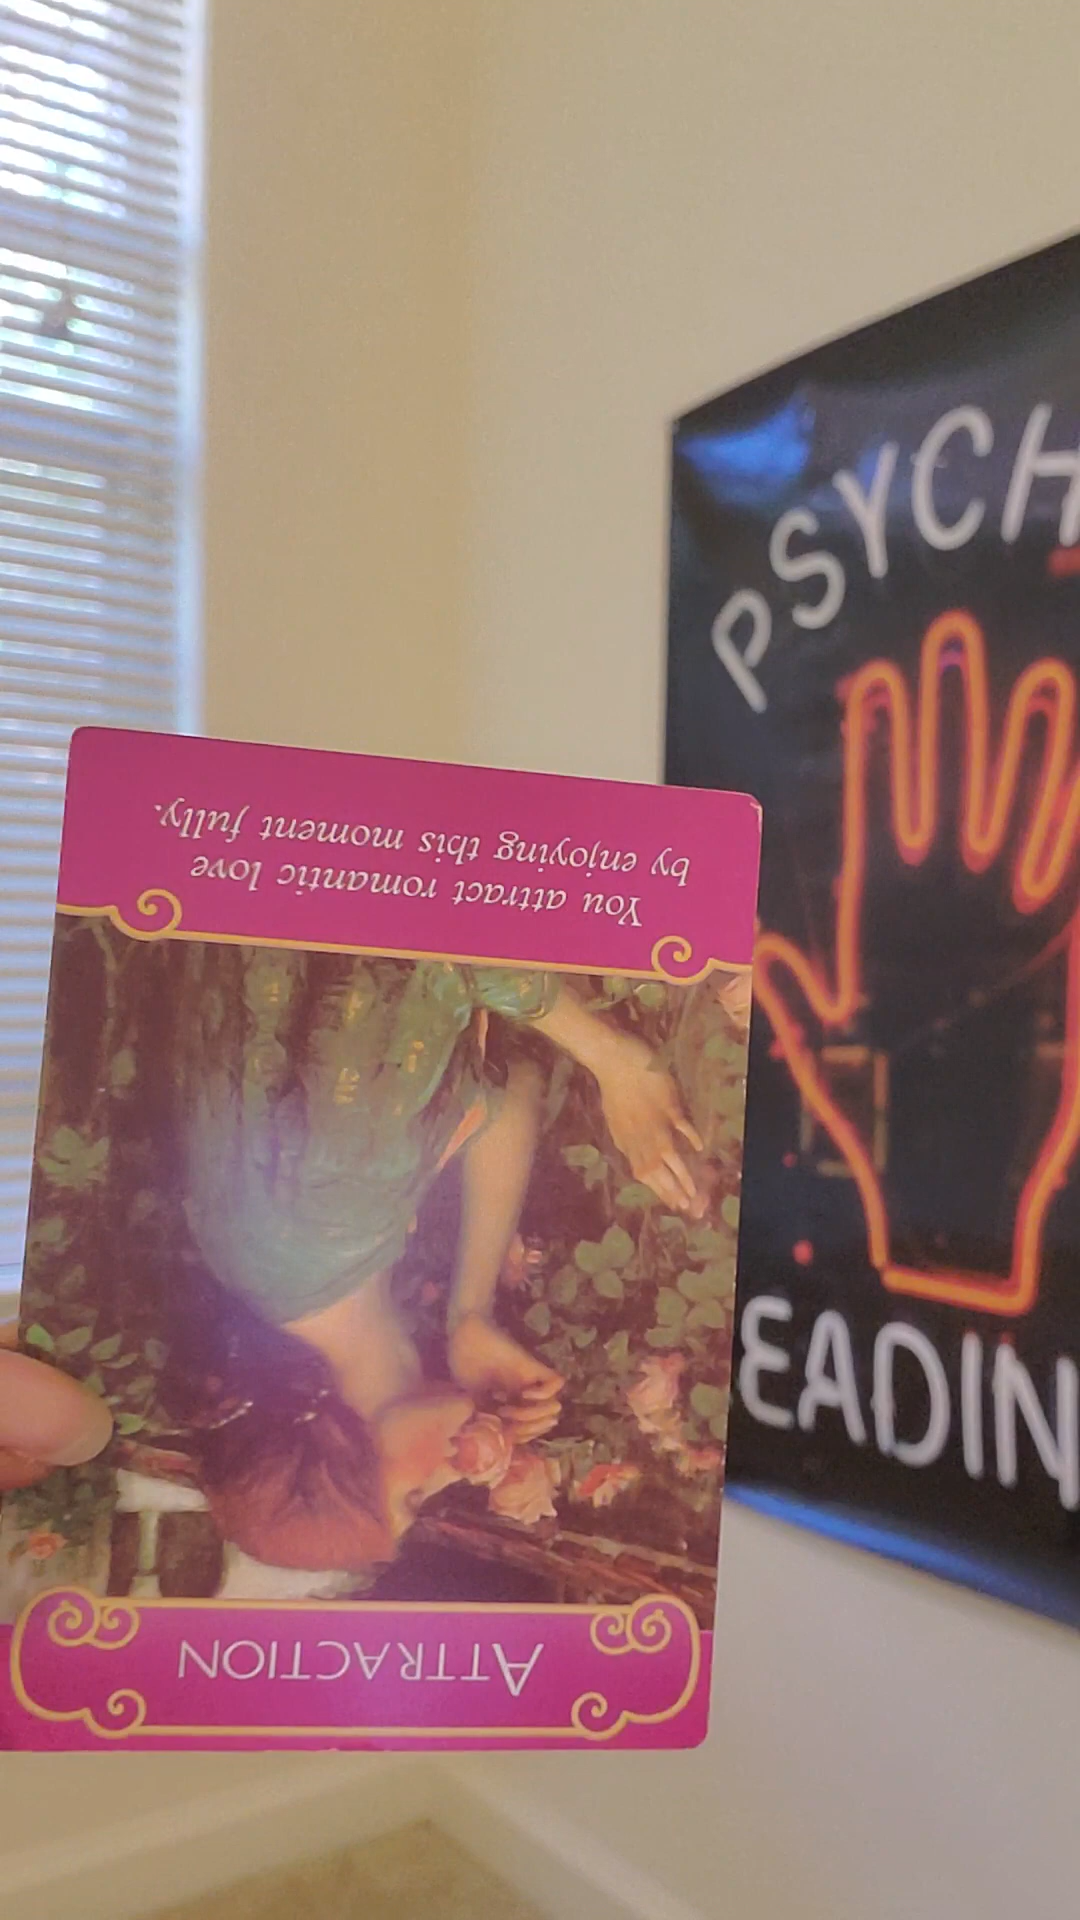 PSYCH
EADIN
ATTRACTION
You attract romantic love
by enjoying this moment fully.